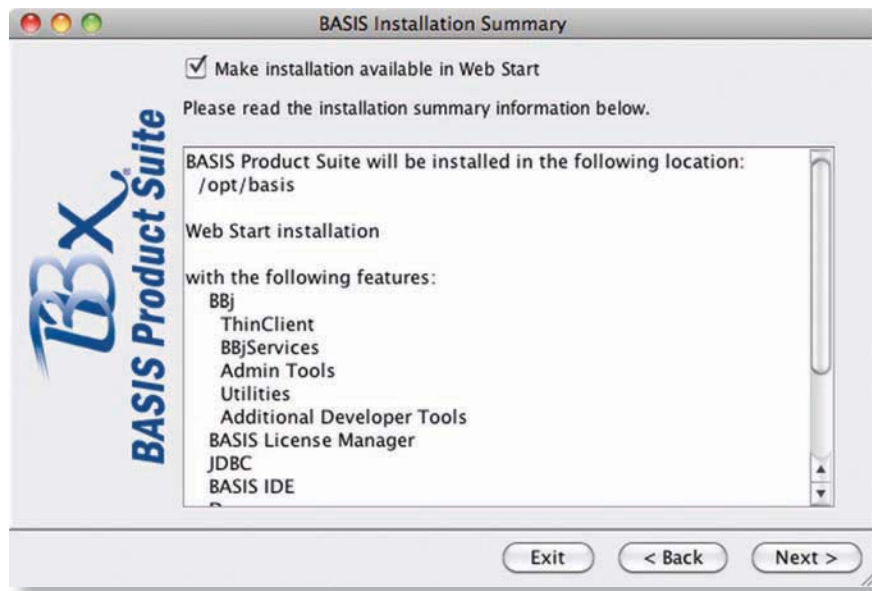 BASIS Installation Summary
Make installation available in Web Start
Please read the installation summary information below.
BBx®
BASIS Product Suite
BASIS Product Suite will be installed in the following location:
/opt/basis
Web Start installation
with the following features:
BBj
ThinClient
BBjServices
Admin Tools
Utilities
Additional Developer Tools
BASIS License Manager
JDBC
BASIS IDE
Exit
< Back
Next >